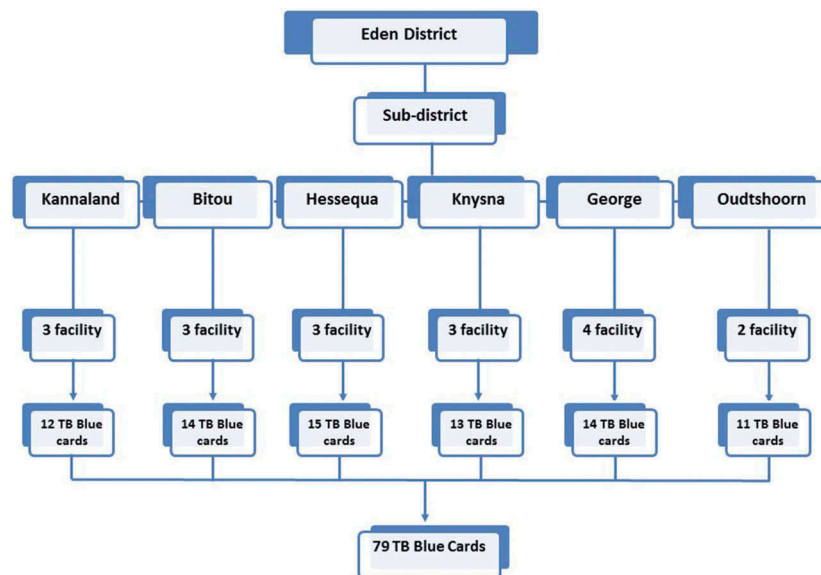 Eden District
Sub-district
Kannaland
Bitou
Hessequa
Knysna
George
Oudtshoorn
3 facility
3 facility
3 facility
3 facility
4 facility
2 facility
12 TB Blue
cards
14 TB Blue
cards
15 TB Blue
cards
13 TB Blue
cards
14 TB Blue
cards
11 TB Blue
cards
79 TB Blue Cards